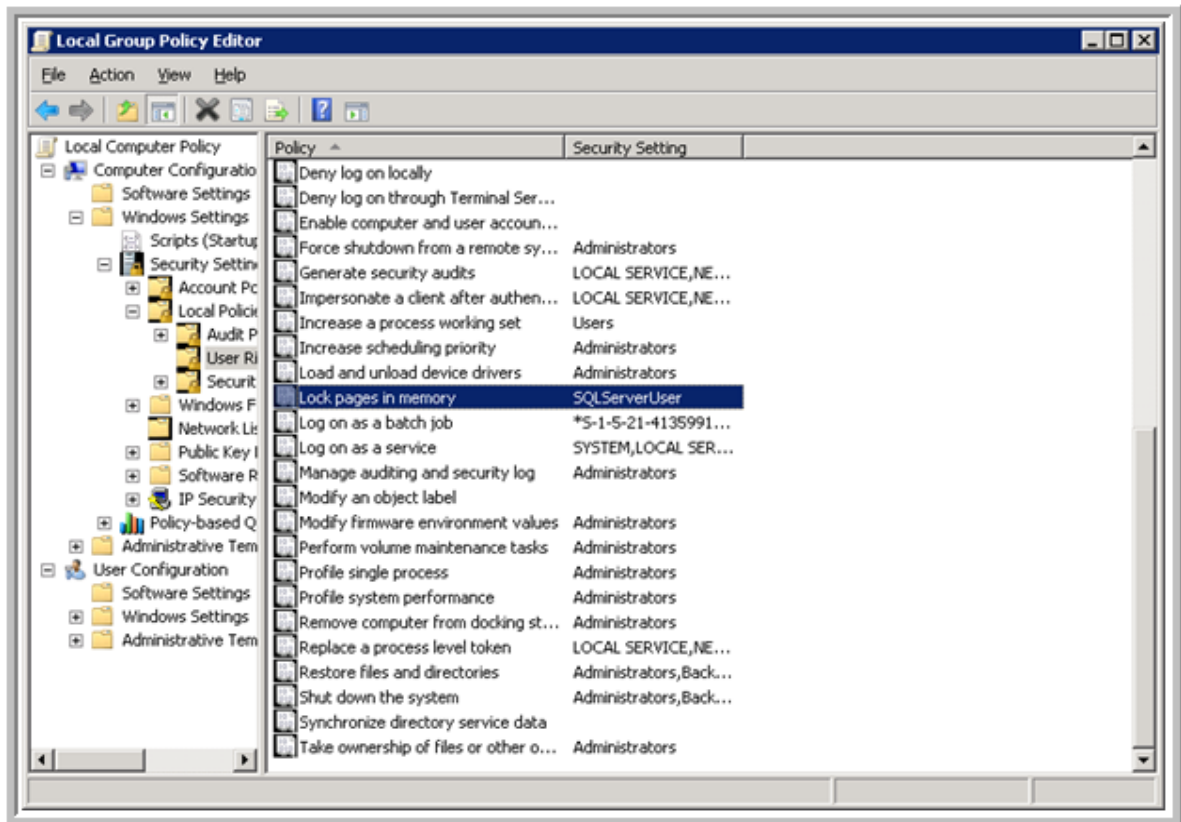 Local Group Policy Editor
File Action View Help
Local Computer Policy
Computer Configuratio
Software Settings
Windows Settings
Scripts (Startup
Security Settin
Account Po
Local Policie
Audit P
User Ri
Securit
Windows F
Network Lis
Public Key
Software R
IP Security
Policy-based Q
Administrative Tem
User Configuration
Software Settings
Windows Settings
Administrative Tem
Policy Security Setting
Deny log on locally
Deny log on through Terminal Ser...
Enable computer and user accoun...
Force shutdown from a remote sy... Administrators
Generate security audits LOCAL SERVICE,NE...
Impersonate a client after authen... LOCAL SERVICE,NE...
Increase a process working set Users
Increase scheduling priority Administrators
Load and unload device drivers Administrators
Lock pages in memory SQLServerUser
Log on as a batch job *S-1-5-21-4135991...
Log on as a service SYSTEM,LOCAL SER...
Manage auditing and security log Administrators
Modify an object label
Modify firmware environment values Administrators
Perform volume maintenance tasks Administrators
Profile single process Administrators
Profile system performance Administrators
Remove computer from docking st... Administrators
Replace a process level token LOCAL SERVICE,NE...
Restore files and directories Administrators,Back...
Shut down the system Administrators,Back...
Synchronize directory service data
Take ownership of files or other o... Administrators